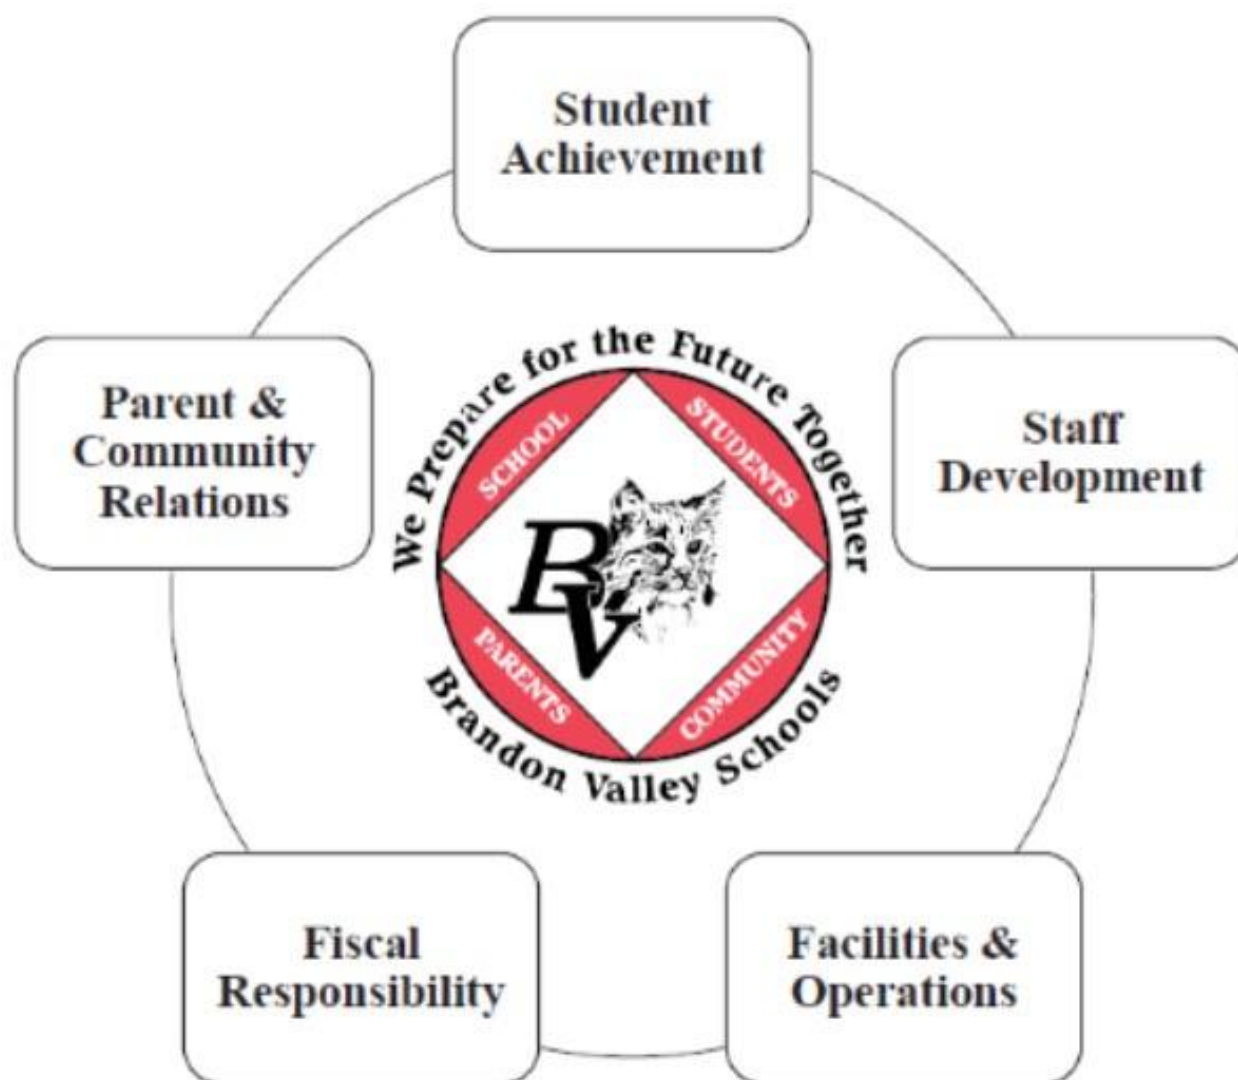 Student
Achievement
Parent &
Community
Relations
Staff
Development
We Prepare for the Future Together
SCHOOL
STUDENTS
BV
PARENTS
COMMUNITY
Brandon Valley Schools
Fiscal
Responsibility
Facilities &
Operations